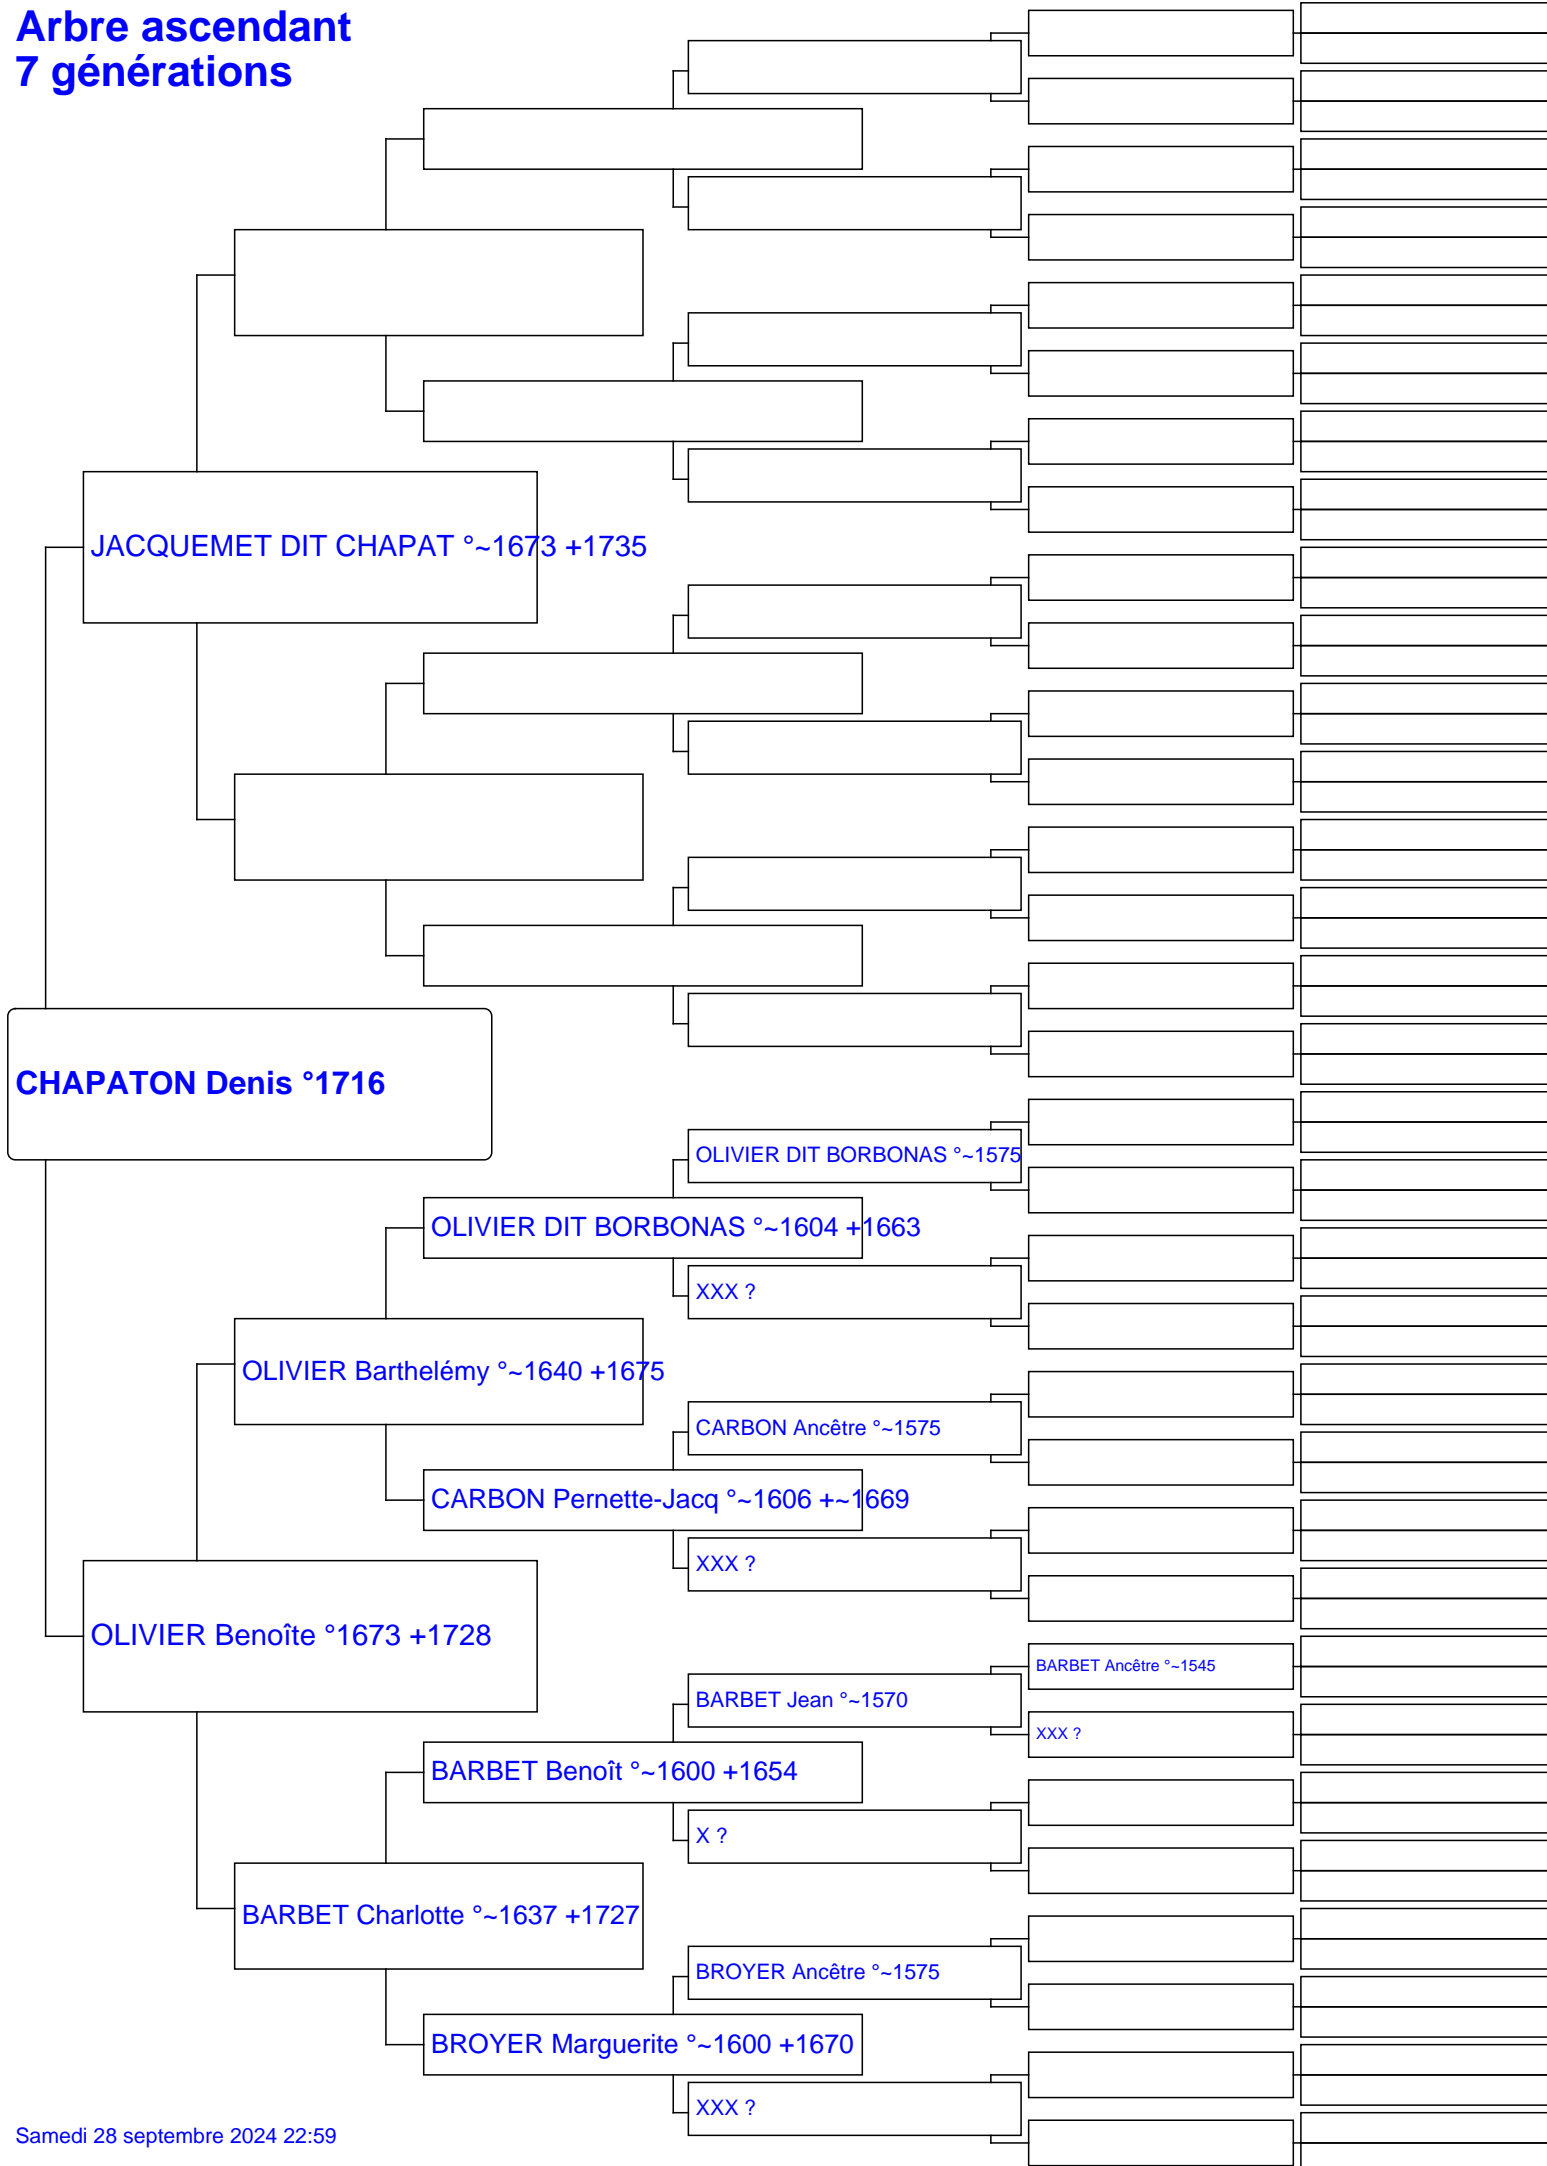 Arbre ascendant
7 générations
JACQUEMET DIT CHAPAT °~1673 +1735
CHAPATON Denis °1716
OLIVIER DIT BORBONAS °~1575
OLIVIER DIT BORBONAS °~1604 +1663
XXX ?
OLIVIER Barthelémy °~1640 +1675
CARBON Ancêtre °~1575
CARBON Pernette-Jacq °~1606 +~1669
XXX ?
OLIVIER Benoîte °1673 +1728
BARBET Ancêtre °~1545
BARBET Jean °~1570
XXX ?
BARBET Benoît °~1600 +1654
X ?
BARBET Charlotte °~1637 +1727
BROYER Ancêtre °~1575
BROYER Marguerite °~1600 +1670
XXX ?
Samedi 28 septembre 2024 22:59